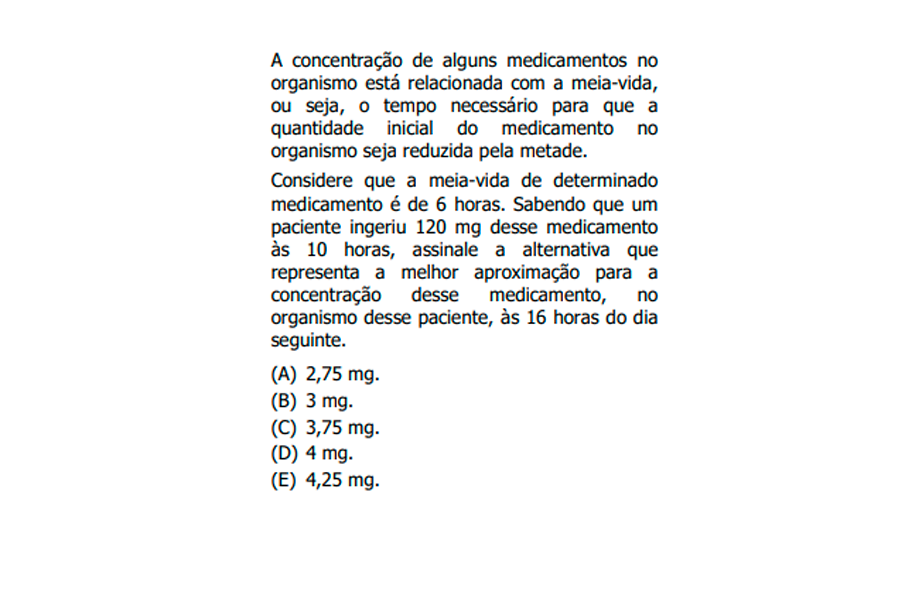 A concentração de alguns medicamentos no
organismo está relacionada com a meia-vida,
ou seja, o tempo necessário para que a
quantidade inicial do medicamento no
organismo seja reduzida pela metade.
Considere que a meia-vida de determinado
medicamento é de 6 horas. Sabendo que um
paciente ingeriu 120 mg desse medicamento
às 10 horas, assinale a alternativa que
representa a melhor aproximação para a
concentração desse medicamento, no
organismo desse paciente, às 16 horas do dia
seguinte.
(A) 2,75 mg.
(B) 3 mg.
(C) 3,75 mg.
(D) 4 mg.
(E) 4,25 mg.